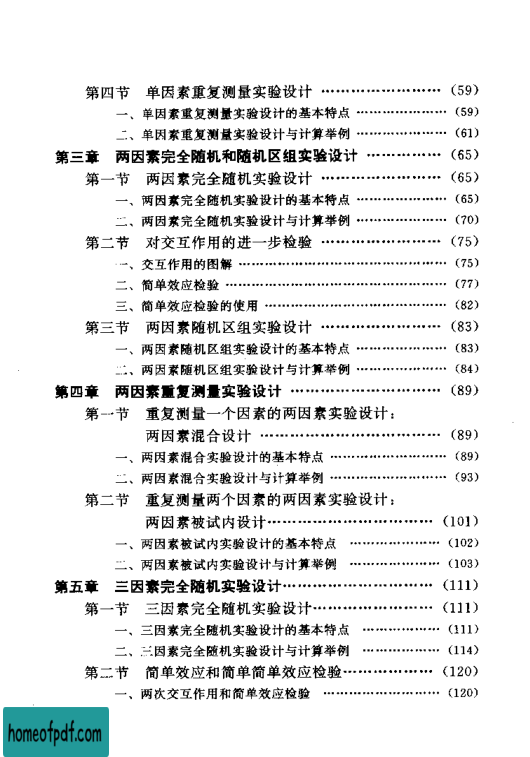 第四节 单因素重复测量实验设计 ……………………（59）
一、单因素重复测量实验设计的基本特点 ………………（59）
二、单因素重复测量实验设计与计算举例 ………………（61）
第三章 两因素完全随机和随机区组实验设计 ……………（65）
第一节 两因素完全随机实验设计 ……………………（65）
一、两因素完全随机实验设计的基本特点 ………………（65）
二、两因素完全随机实验设计与计算举例 ………………（70）
第二节 对交互作用的进一步检验 ……………………（75）
一、交互作用的图解 …………………………………（75）
二、简单效应检验 ……………………………………（77）
三、简单效应检验的使用 ……………………………（82）
第三节 两因素随机区组实验设计 ……………………（83）
一、两因素随机区组实验设计的基本特点 ………………（83）
二、两因素随机区组实验设计与计算举例 ………………（84）
第四章 两因素重复测量实验设计 …………………………（89）
第一节 重复测量一个因素的两因素实验设计：
两因素混合设计 ………………………………（89）
一、两因素混合实验设计的基本特点 ……………………（89）
二、两因素混合实验设计与计算举例 ……………………（93）
第二节 重复测量两个因素的两因素实验设计：
两因素被试内设计……………………………（101）
一、两因素被试内实验设计的基本特点 ………………（102）
二、两因素被试内实验设计与计算举例 ………………（103）
第五章 三因素完全随机实验设计…………………………（111）
第一节 三因素完全随机实验设计……………………（111）
一、三因素完全随机实验设计的基本特点 ……………（111）
二、三因素完全随机实验设计与计算举例 ……………（114）
第二节 简单效应和简单简单效应检验………………（120）
一、两次交互作用和简单效应检验 ……………………（120）
homeofpdf.com